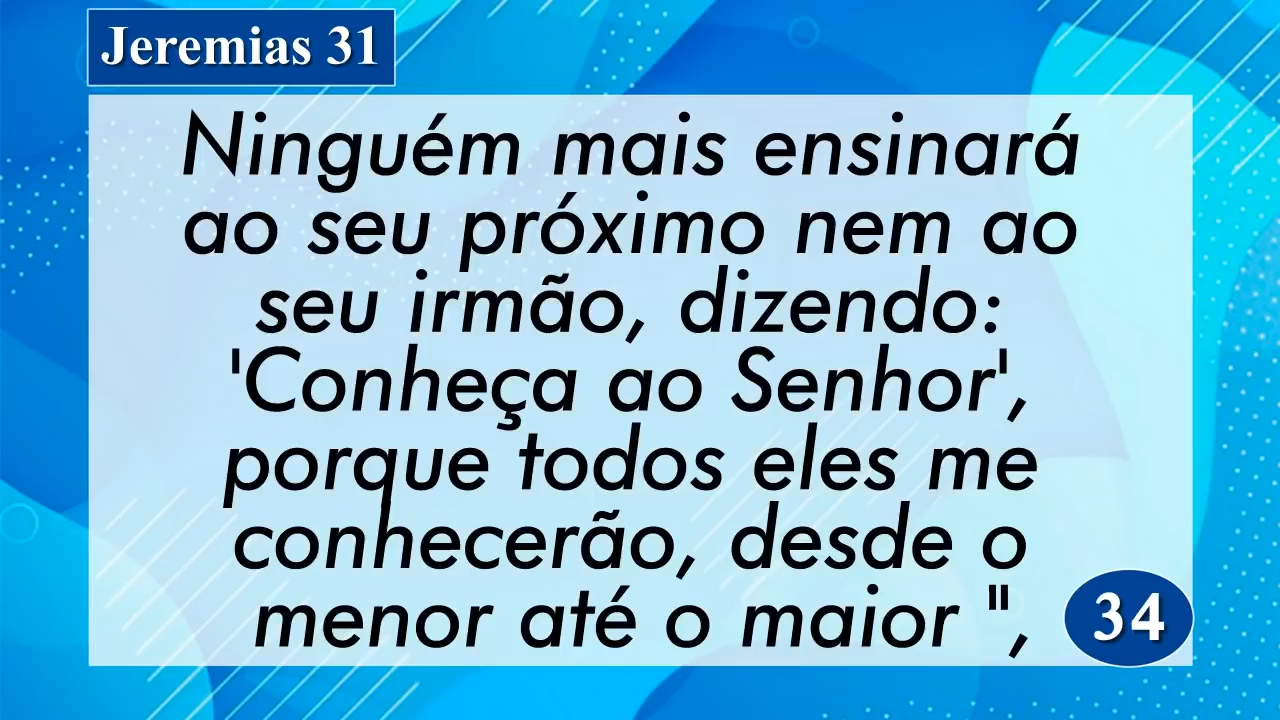 Jeremias 31
Ninguém mais ensinará
ao seu próximo nem ao
seu irmão, dizendo:
'Conheça ao Senhor',
porque todos eles me
conhecerão, desde o
menor até o maior ",
34